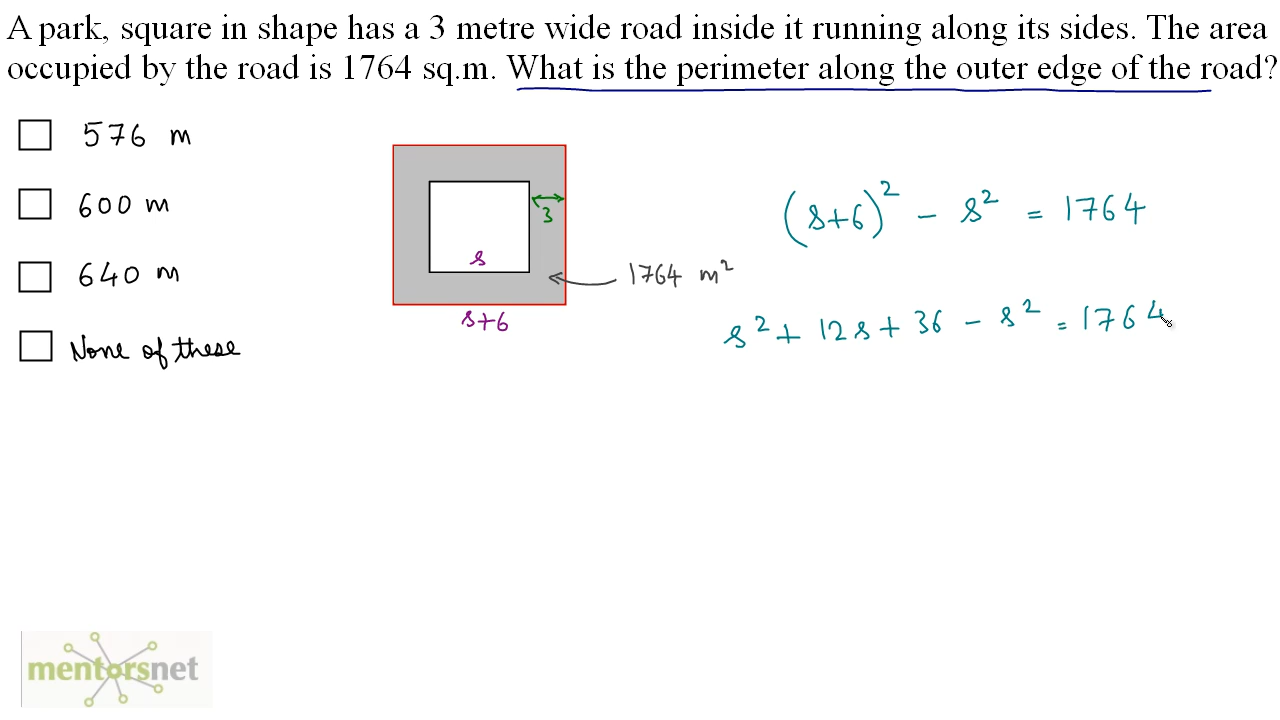 A park, square in shape has a 3 metre wide road inside it running along its sides. The area
occupied by the road is 1764 sq.m. What is the perimeter along the outer edge of the road?
576 m
600 m
640 m
None of these
3
s
1764 m²
s+6
(s+6)² - s² = 1764
s² + 12s + 36 - s² = 1764
mentorsnet